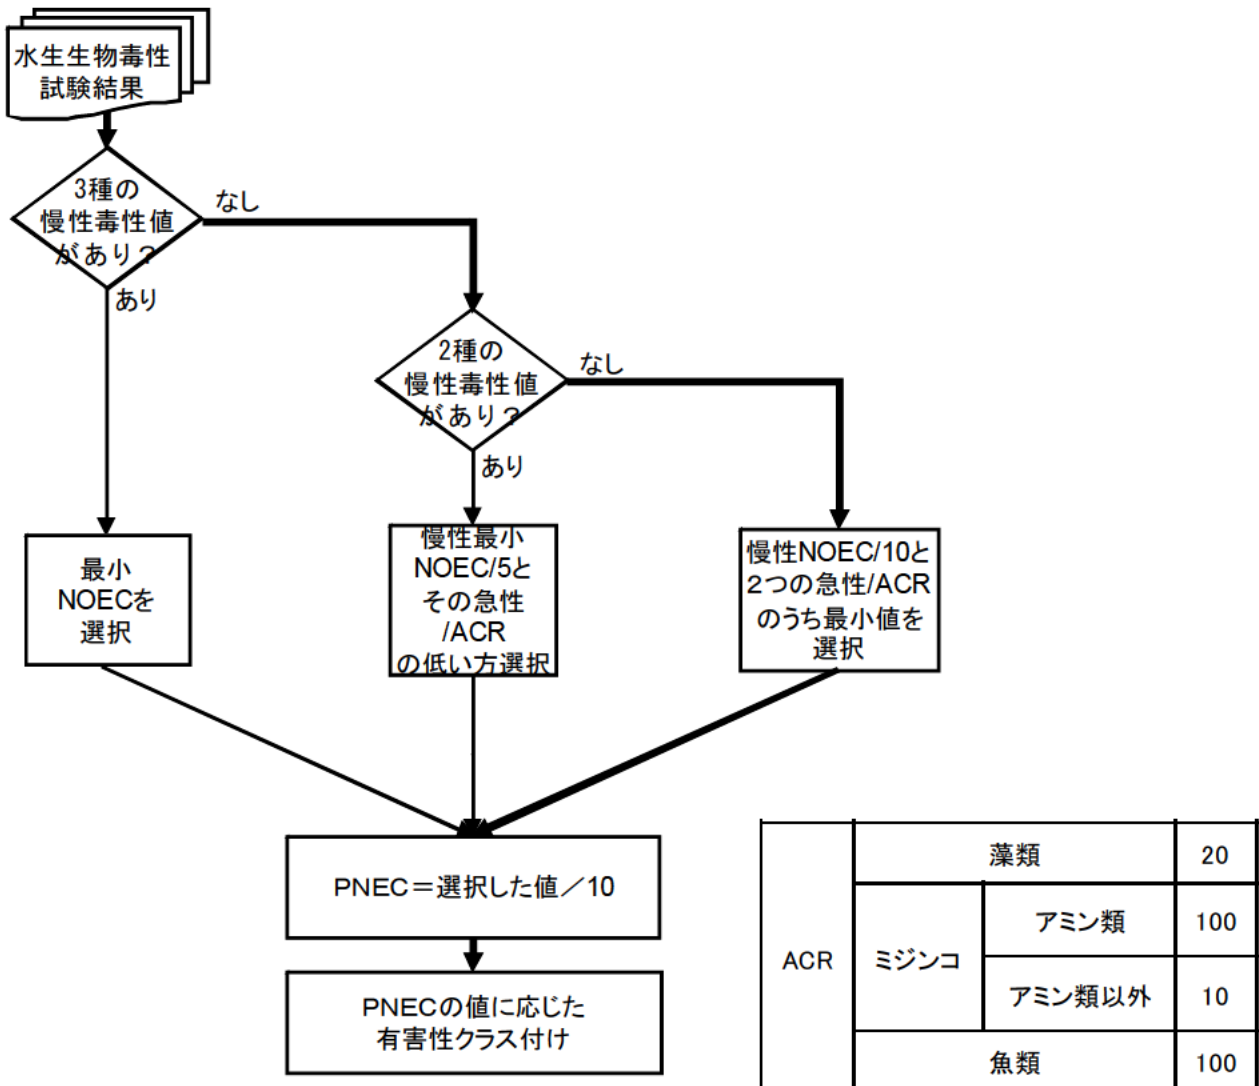 水生生物毒性
試験結果
3種の
慢性毒性値
があり？
なし
あり
2種の
慢性毒性値
があり？
なし
あり
最小
NOECを
選択
慢性最小
NOEC/5と
その急性
/ACR
の低い方選択
慢性NOEC/10と
2つの急性/ACR
のうち最小値を
選択
PNEC＝選択した値／10
PNECの値に応じた
有害性クラス付け
ACR
藻類
20
ミジンコ
アミン類
100
アミン類以外
10
魚類
100